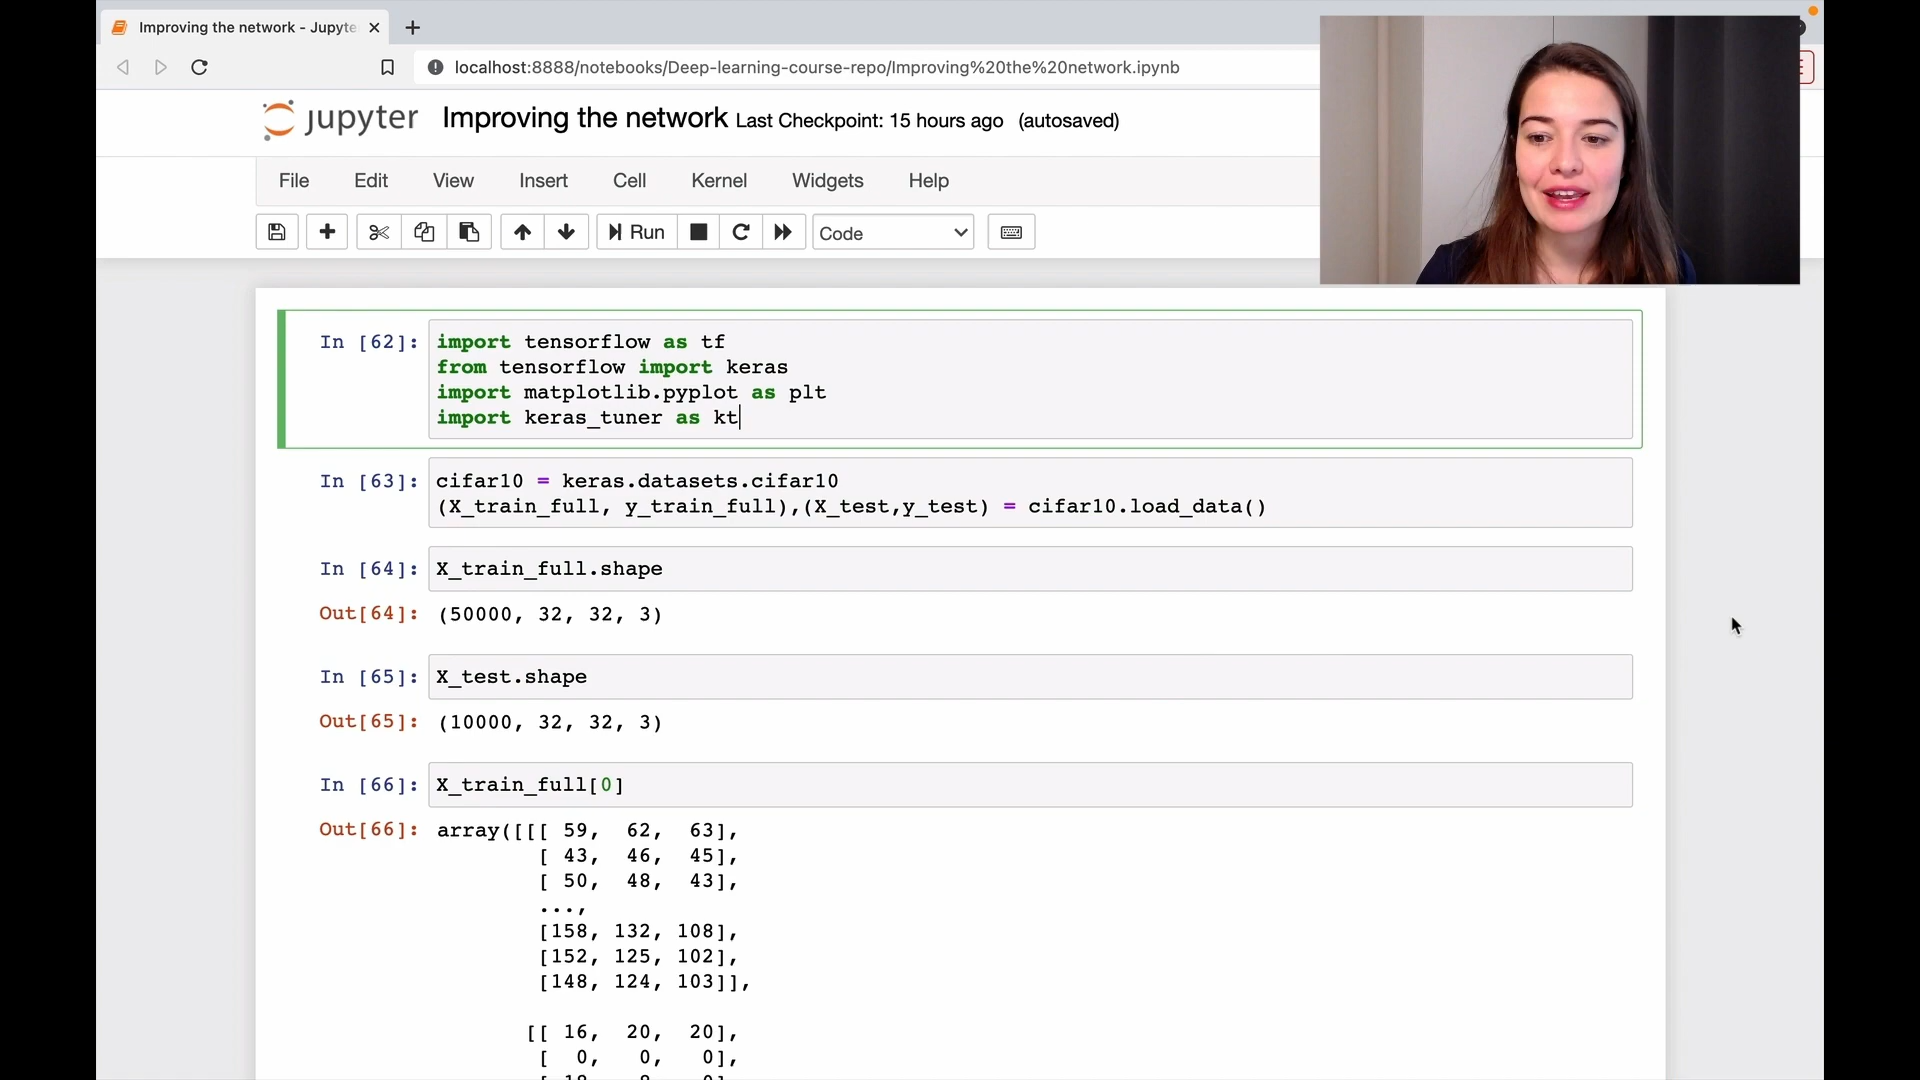 Improving the network - Jupyte
localhost:8888/notebooks/Deep-learning-course-repo/Improving%20the%20network.ipynb
jupyter Improving the network Last Checkpoint: 15 hours ago (autosaved)
File Edit View Insert Cell Kernel Widgets Help
Run Code
In [62]: import tensorflow as tf
from tensorflow import keras
import matplotlib.pyplot as plt
import keras_tuner as kt
In [63]: cifar10 = keras.datasets.cifar10
(X_train_full, y_train_full),(X_test,y_test) = cifar10.load_data()
In [64]: X_train_full.shape
Out[64]: (50000, 32, 32, 3)
In [65]: X_test.shape
Out[65]: (10000, 32, 32, 3)
In [66]: X_train_full[0]
Out[66]: array([[[ 59, 62, 63],
[ 43, 46, 45],
[ 50, 48, 43],
...,
[158, 132, 108],
[152, 125, 102],
[148, 124, 103]],
[[ 16, 20, 20],
[ 0, 0, 0],